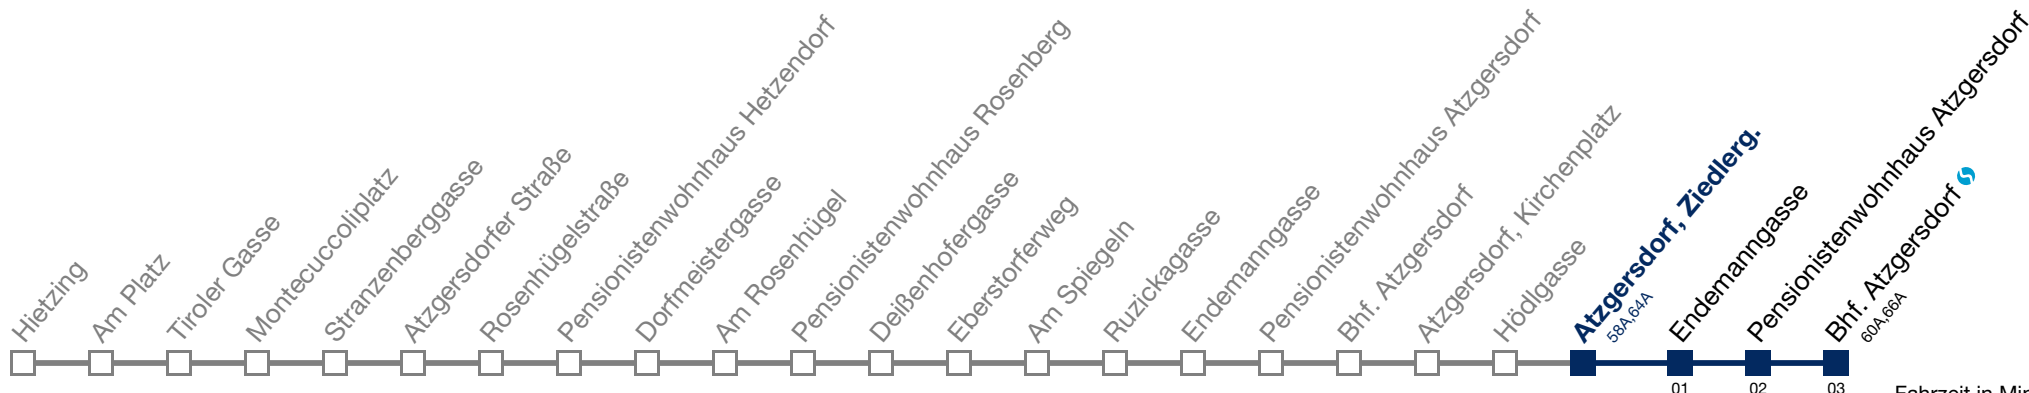 Hietzing
Am Platz
Tiroler Gasse
Montecuccoliplatz
Stranzenberggasse
Atzgersdorfer Straße
Rosenhügelstraße
Pensionistenwohnhaus Hetzendorf
Dorfmeistergasse
Am Rosenhügel
Pensionistenwohnhaus Rosenberg
Deißenhofergasse
Eberstorferweg
Am Spiegeln
Ruzickagasse
Endemanngasse
Pensionistenwohnhaus Atzgersdorf
Bhf. Atzgersdorf
Atzgersdorf, Kirchenplatz
Hödlgasse
Atzgersdorf, Ziedlerg.
58A,64A
Endemanngasse
Pensionistenwohnhaus Atzgersdorf
Bhf. Atzgersdorf
60A,66A
01
02
03
Fahrzeit in